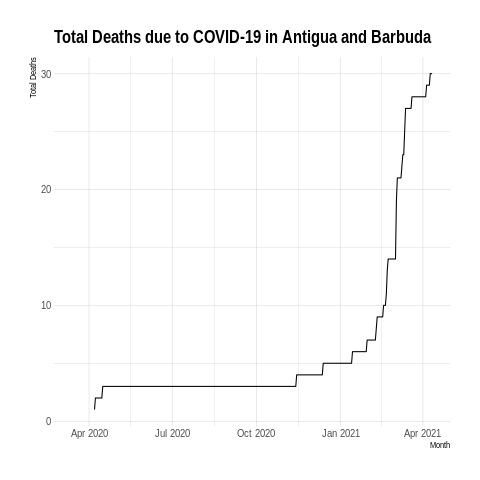 Total Deaths due to COVID-19 in Antigua and Barbuda
Total Deaths
30
20
10
0
Apr 2020 Jul 2020 Oct 2020 Jan 2021 Apr 2021
Month